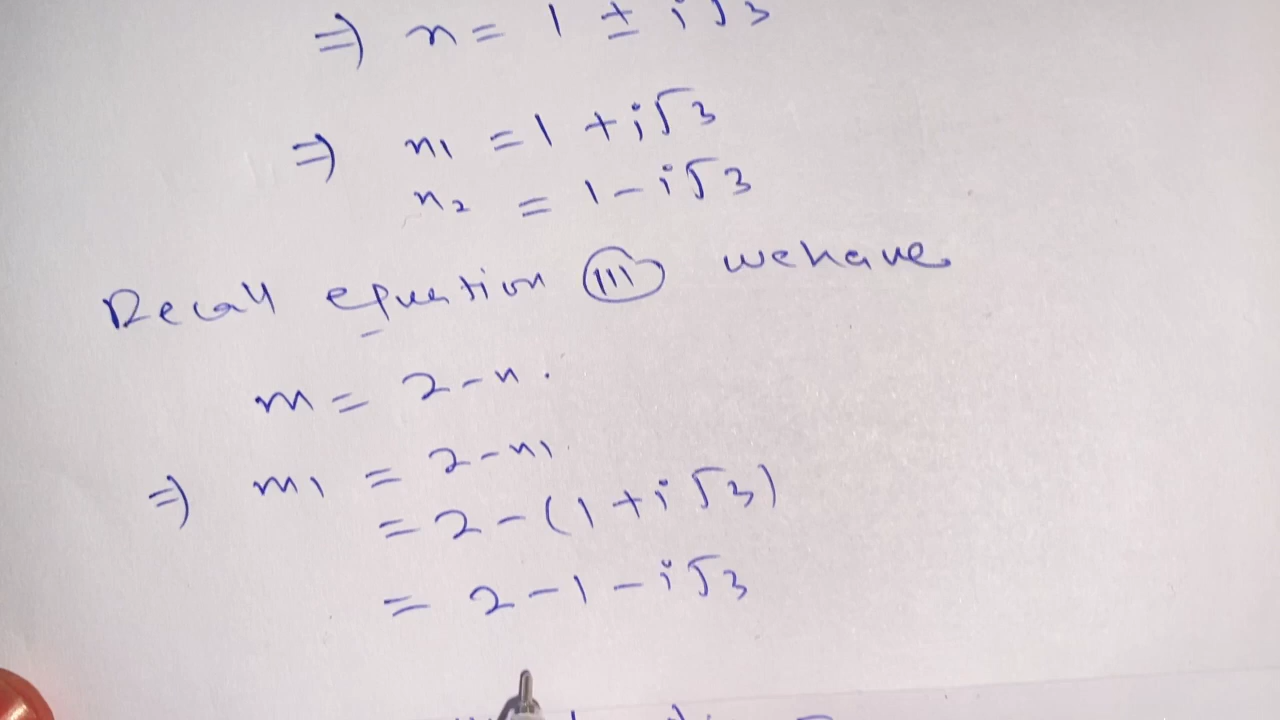 ⇒ n = 1 ± i√3
⇒ n1 = 1 + i√3
n2 = 1 - i√3
Recall equation (III) we have
m = 2 - n.
⇒ m1 = 2 - n1
= 2 - (1 + i√3)
= 2 - 1 - i√3